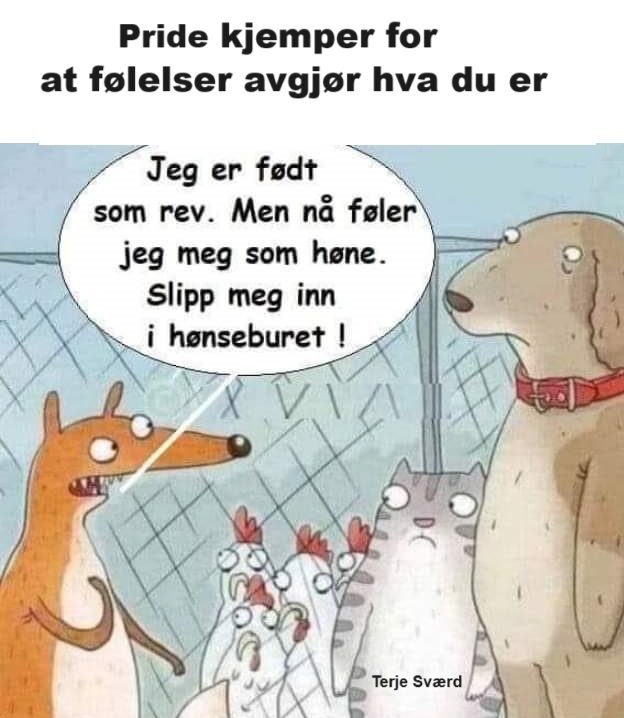 Pride kjemper for
at følelser avgjør hva du er
Jeg er født
som rev. Men nå føler
jeg meg som høne.
Slipp meg inn
i hønseburet !
Terje Sværd